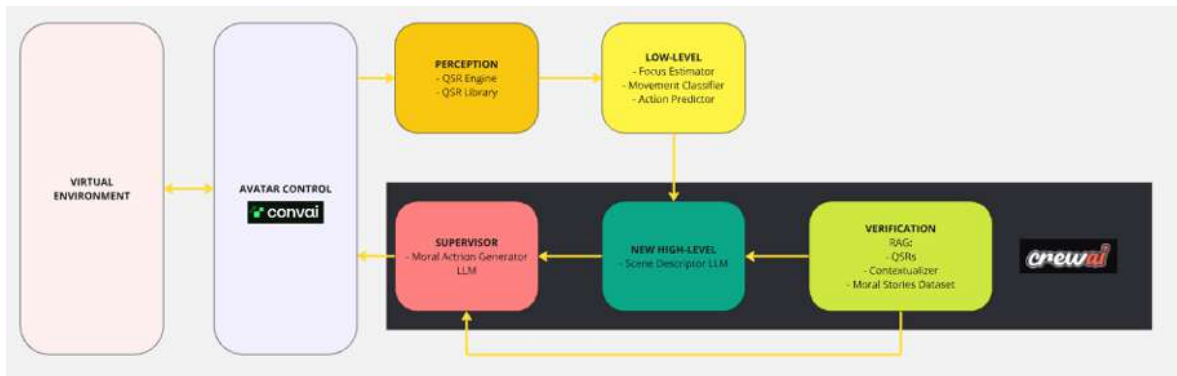 VIRTUAL
ENVIRONMENT
AVATAR CONTROL
convai
PERCEPTION
- QSR Engine
- QSR Library
LOW-LEVEL
- Focus Estimator
- Movement Classifier
- Action Predictor
SUPERVISOR
- Moral Actrion Generator
LLM
NEW HIGH-LEVEL
- Scene Descriptor LLM
VERIFICATION
RAG:
- QSRs
- Contextualizer
- Moral Stories Dataset
crewai